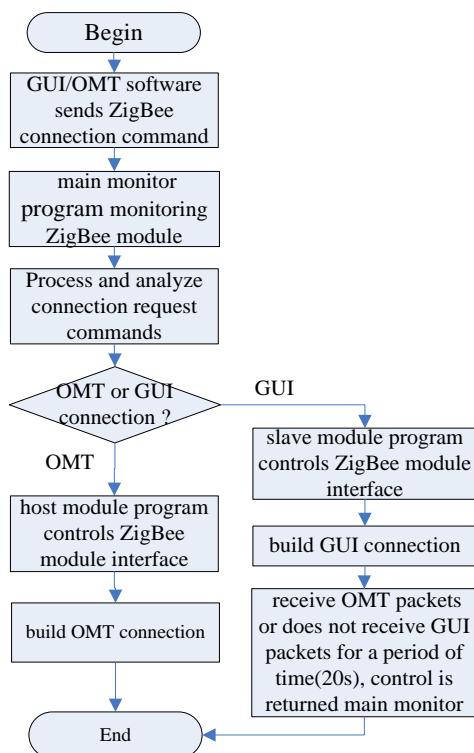 Begin
GUI/OMT software
sends ZigBee
connection command
main monitor
program monitoring
ZigBee module
Process and analyze
connection request
commands
OMT or GUI
connection ?
GUI
OMT
slave module program
controls ZigBee module
interface
host module program
controls ZigBee
module interface
build GUI connection
build OMT connection
receive OMT packets
or does not receive GUI
packets for a period of
time(20s), control is
returned main monitor
End